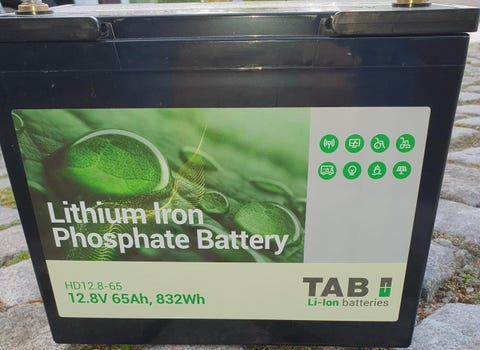 Lithium Iron
Phosphate Battery
HD12.8-65
12.8V 65Ah, 832Wh
TAB
Li-Ion batteries